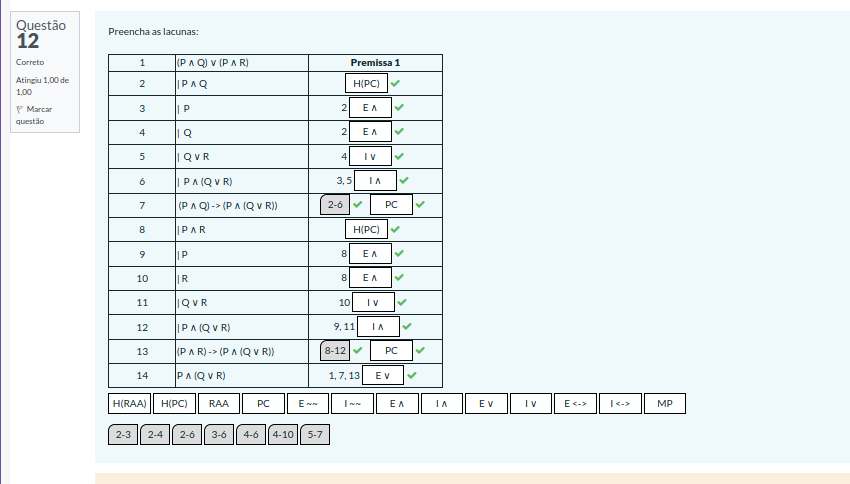 Questão
12
Correto
Atingiu 1,00 de
1,00
Marcar
questão
Preencha as lacunas:
1 (P ∧ Q) ∨ (P ∧ R) Premissa 1
2 | P ∧ Q H(PC)
3 | P 2 E ∧
4 | Q 2 E ∧
5 | Q ∨ R 4 I ∨
6 | P ∧ (Q ∨ R) 3, 5 I ∧
7 (P ∧ Q) -> (P ∧ (Q ∨ R)) 2-6 PC
8 | P ∧ R H(PC)
9 | P 8 E ∧
10 | R 8 E ∧
11 | Q ∨ R 10 I ∨
12 | P ∧ (Q ∨ R) 9, 11 I ∧
13 (P ∧ R) -> (P ∧ (Q ∨ R)) 8-12 PC
14 P ∧ (Q ∨ R) 1, 7, 13 E ∨
H(RAA) H(PC) RAA PC E ~~ I ~~ E ∧ I ∧ E ∨ I ∨ E <-> I <-> MP
2-3 2-4 2-6 3-6 4-6 4-10 5-7